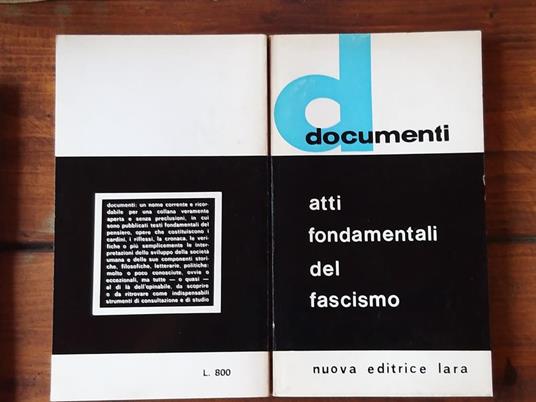 documenti: un nome corrente e ricor-
dabile per una collana veramente
aperta e senza preclusioni, in cui
sono pubblicati testi fondamentali del
pensiero, opere che costituiscono i
cardini, i riflessi, la cronaca, le veri-
fiche o più semplicemente le inter-
pretazioni dello sviluppo della società
umana e delle sue componenti stori-
che, filosofiche, letterarie, politiche:
molto o poco conosciute, ovvie o
eccezionali, ma tutte — o quasi —
al di là dell'opinabile, da scoprire
o da ritrovare come indispensabili
strumenti di consultazione e di studio
L. 800
d
documenti
atti
fondamentali
del
fascismo
nuova editrice lara